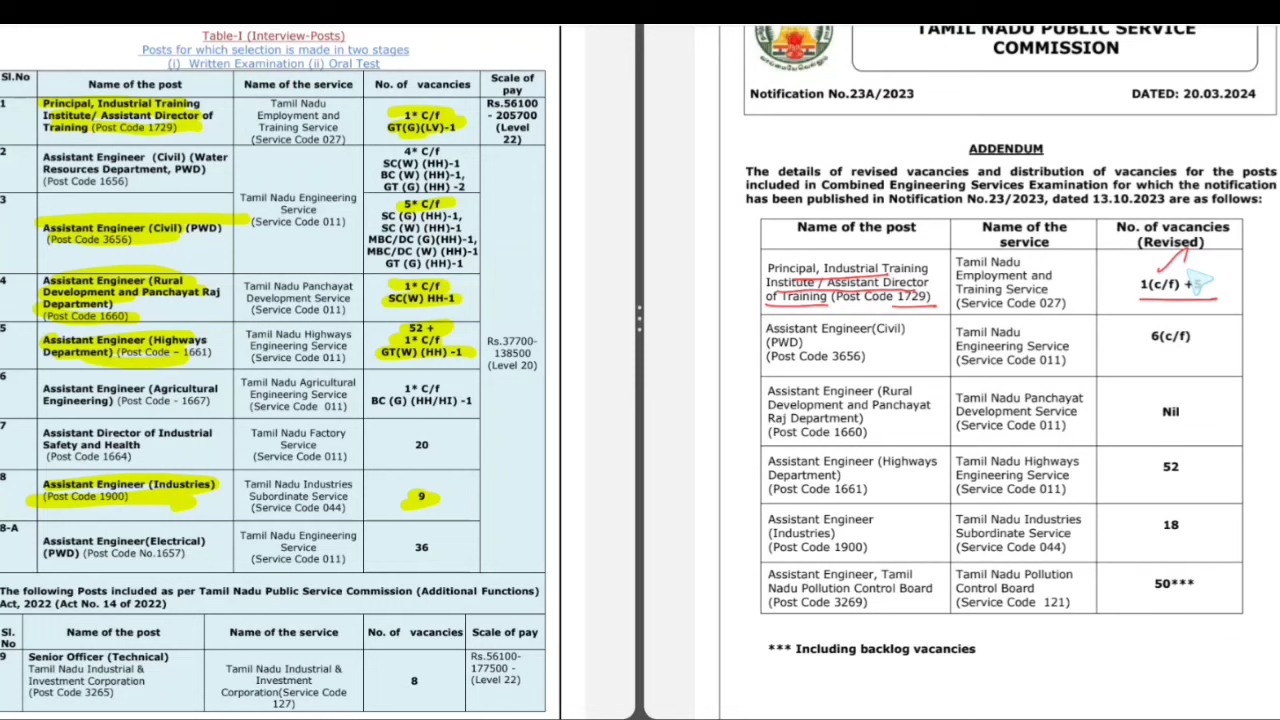 Table-I (Interview-Posts)
Posts for which selection is made in two stages
(i) Written Examination (ii) Oral Test
Sl.No
Name of the post
Name of the service
No. of vacancies
Scale of
pay
1
Principal, Industrial Training
Institute/ Assistant Director of
Training (Post Code 1729)
Tamil Nadu
Employment and
Training Service
(Service Code 027)
1* C/f
GT(G)(LV)-1
Rs.56100
- 205700
(Level
22)
2
Assistant Engineer (Civil) (Water
Resources Department, PWD)
(Post Code 1656)
Tamil Nadu Engineering
Service
(Service Code 011)
4* C/f
SC(W) (HH)-1
BC (W) (HH)-1,
GT (G) (HH) -2
Rs.37700-
138500
(Level 20)
3
Assistant Engineer (Civil) (PWD)
(Post Code 3656)
5* C/f
SC (G) (HH)-1,
SC (W) (HH)-1
MBC/DC (G)(HH)-1,
MBC/DC (W) (HH)-1
GT (G) (HH)-1
4
Assistant Engineer (Rural
Development and Panchayat Raj
Department)
(Post Code 1660)
Tamil Nadu Panchayat
Development Service
(Service Code 011)
1* C/f
SC(W) HH-1
5
Assistant Engineer (Highways
Department) (Post Code – 1661)
Tamil Nadu Highways
Engineering Service
(Service Code 011)
52 +
1* C/f
GT(W) (HH) -1
6
Assistant Engineer (Agricultural
Engineering) (Post Code - 1667)
Tamil Nadu Agricultural
Engineering Service
(Service Code 011)
1* C/f
BC (G) (HH/HI) -1
7
Assistant Director of Industrial
Safety and Health
(Post Code 1664)
Tamil Nadu Factory
Service
(Service Code 011)
20
8
Assistant Engineer (Industries)
(Post Code 1900)
Tamil Nadu Industries
Subordinate Service
(Service Code 044)
9
8-A
Assistant Engineer(Electrical)
(PWD) (Post Code No.1657)
Tamil Nadu Engineering
Service
(Service Code 011)
36
The following Posts included as per Tamil Nadu Public Service Commission (Additional Functions)
Act, 2022 (Act No. 14 of 2022)
Sl.
No
Name of the post
Name of the service
No. of vacancies
Scale of pay
9
Senior Officer (Technical)
Tamil Nadu Industrial &
Investment Corporation
(Post Code 3265)
Tamil Nadu Industrial &
Investment
Corporation(Service Code
127)
8
Rs.56100-
177500 -
(Level 22)
TAMIL NADU PUBLIC SERVICE
COMMISSION
Notification No.23A/2023
DATED: 20.03.2024
ADDENDUM
The details of revised vacancies and distribution of vacancies for the posts
included in Combined Engineering Services Examination for which the notification
has been published in Notification No.23/2023, dated 13.10.2023 are as follows:
Name of the post
Name of the
service
No. of vacancies
(Revised)
Principal, Industrial Training
Institute / Assistant Director
of Training (Post Code 1729)
Tamil Nadu
Employment and
Training Service
(Service Code 027)
1(c/f) +5
Assistant Engineer(Civil)
(PWD)
(Post Code 3656)
Tamil Nadu
Engineering Service
(Service Code 011)
6(c/f)
Assistant Engineer (Rural
Development and Panchayat
Raj Department)
(Post Code 1660)
Tamil Nadu Panchayat
Development Service
(Service Code 011)
Nil
Assistant Engineer (Highways
Department)
(Post Code 1661)
Tamil Nadu Highways
Engineering Service
(Service Code 011)
52
Assistant Engineer
(Industries)
(Post Code 1900)
Tamil Nadu Industries
Subordinate Service
(Service Code 044)
18
Assistant Engineer, Tamil
Nadu Pollution Control Board
(Post Code 3269)
Tamil Nadu Pollution
Control Board
(Service Code 121)
50***
*** Including backlog vacancies